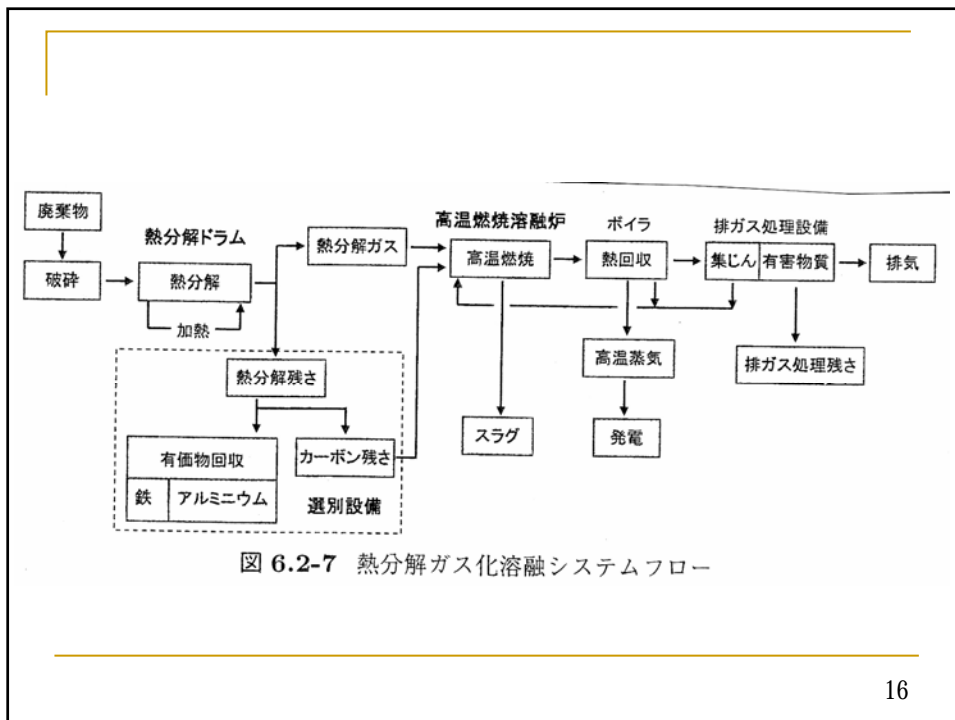 廃棄物
破砕
熱分解ドラム
熱分解
加熱
熱分解ガス
高温燃焼溶融炉
高温燃焼
ボイラ
熱回収
排ガス処理設備
集じん 有害物質
排気
熱分解残さ
有価物回収
鉄 アルミニウム
カーボン残さ
選別設備
スラグ
高温蒸気
発電
排ガス処理残さ
図 6.2-7 熱分解ガス化溶融システムフロー
16